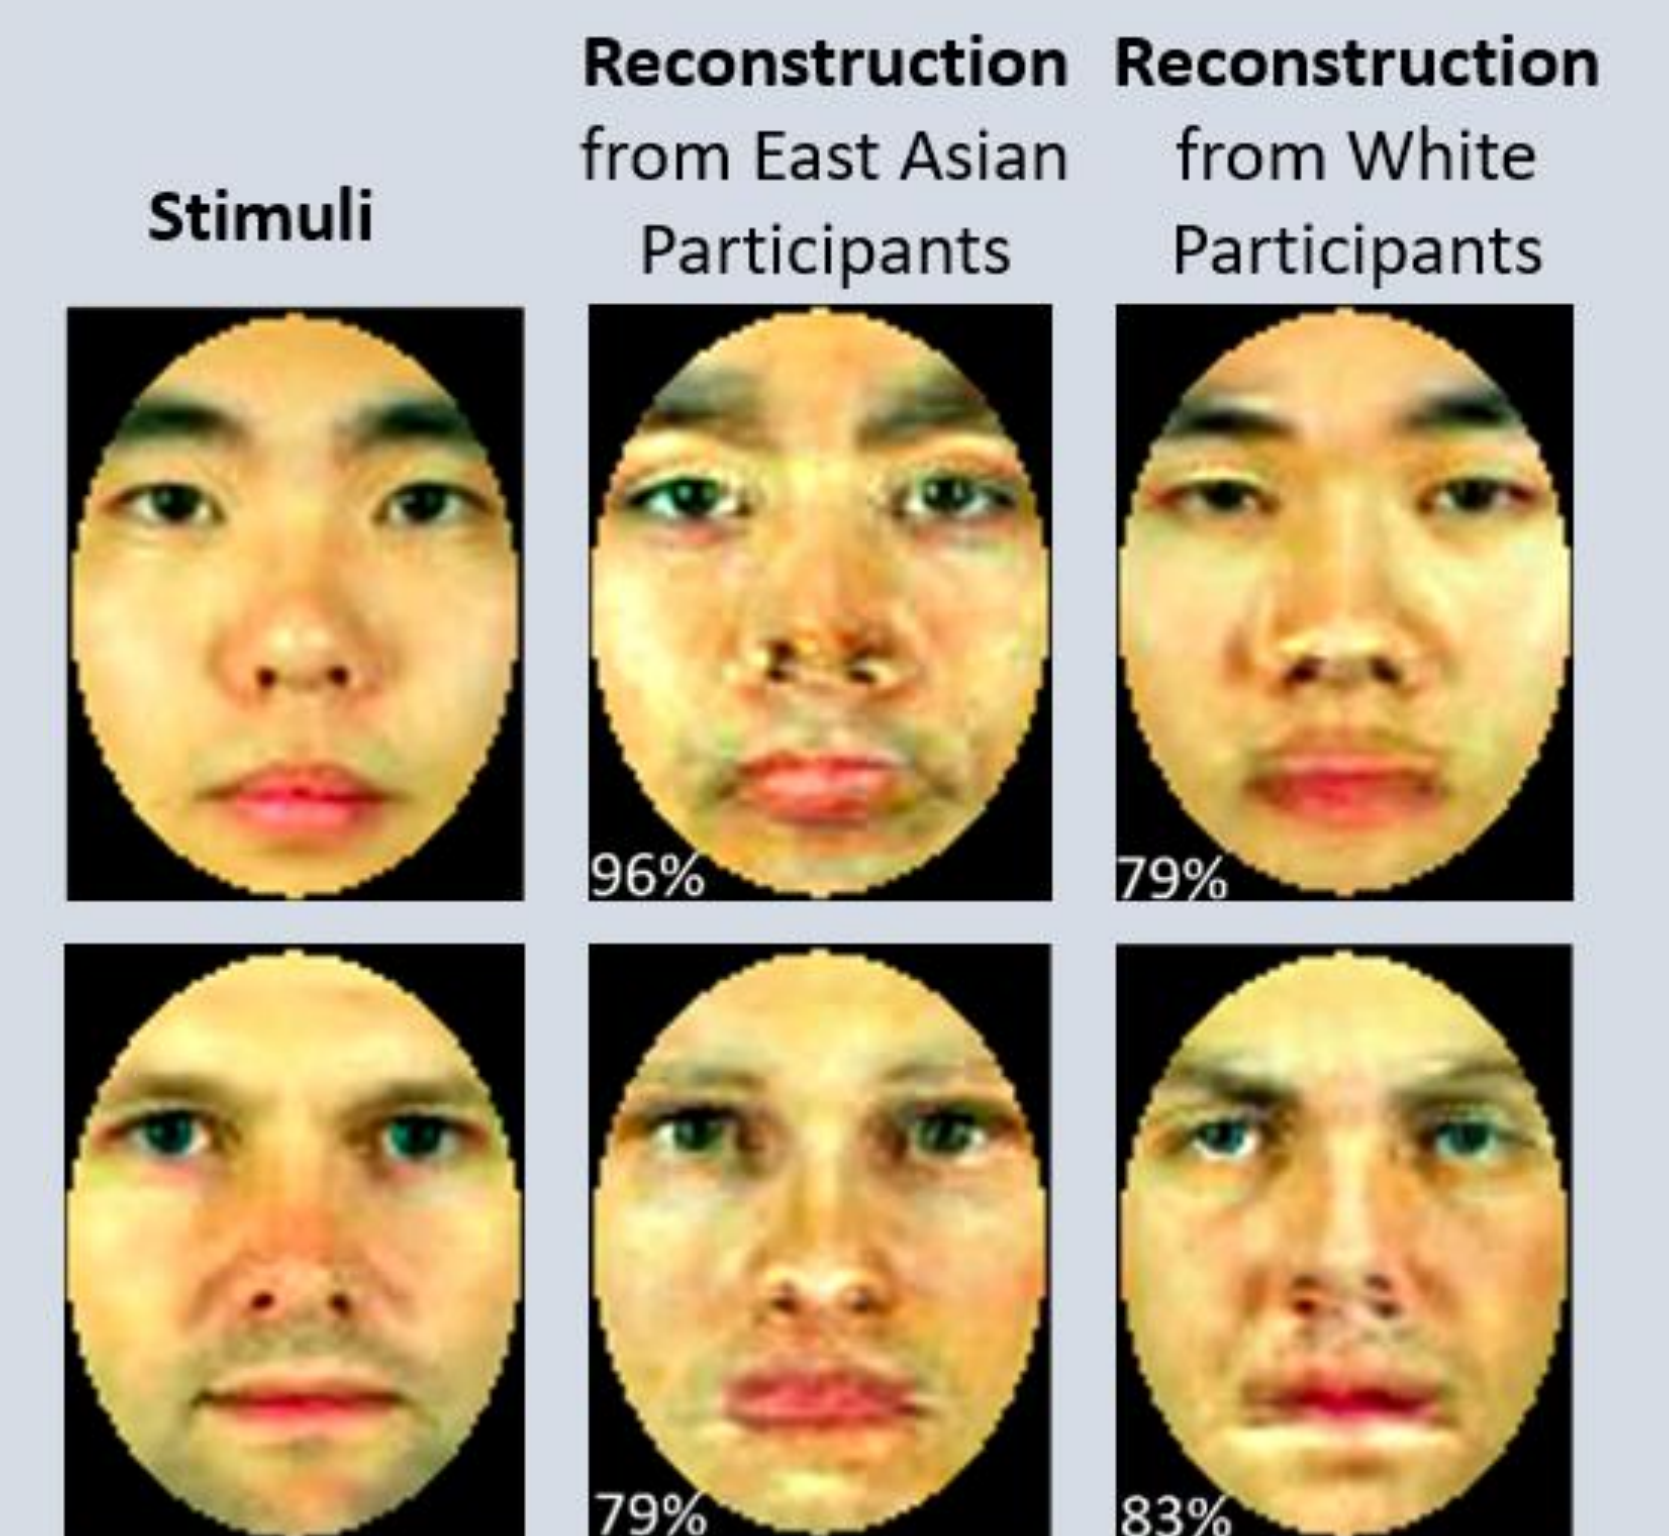 Stimuli
Reconstruction
from East Asian
Participants
Reconstruction
from White
Participants
96%
79%
79%
83%